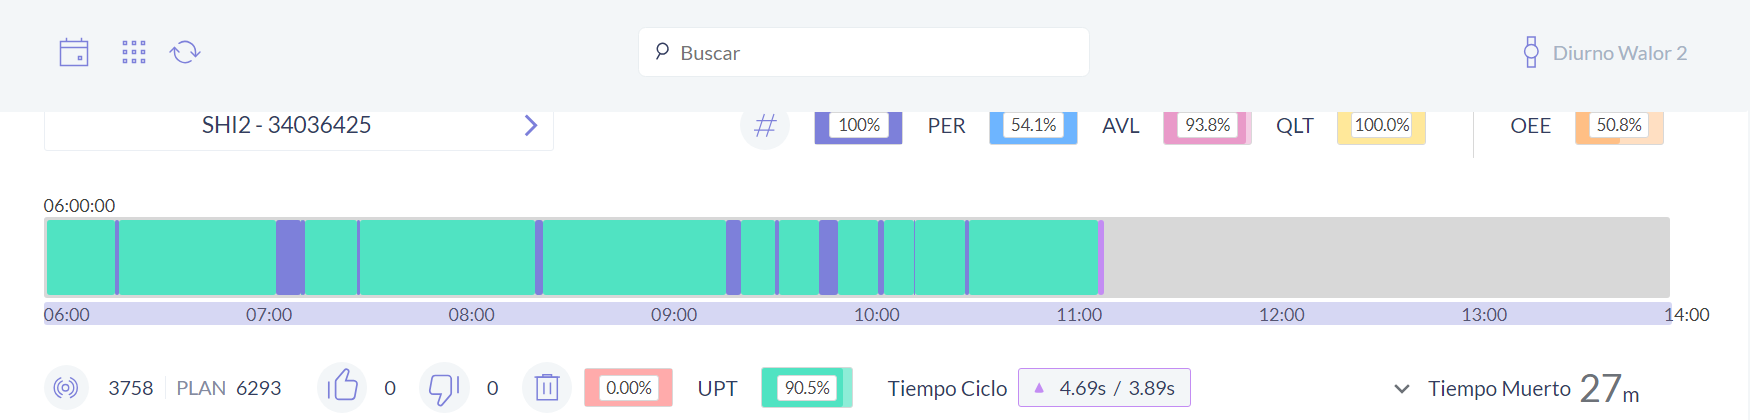 Buscar
Diurno Walor 2
SHI2 - 34036425
# 100% PER 54.1% AVL 93.8% QLT 100.0% OEE 50.8%
06:00:00
06:00 07:00 08:00 09:00 10:00 11:00 12:00 13:00 14:00
3758 PLAN 6293 0 0 0.00% UPT 90.5% Tiempo Ciclo 4.69s / 3.89s Tiempo Muerto 27m